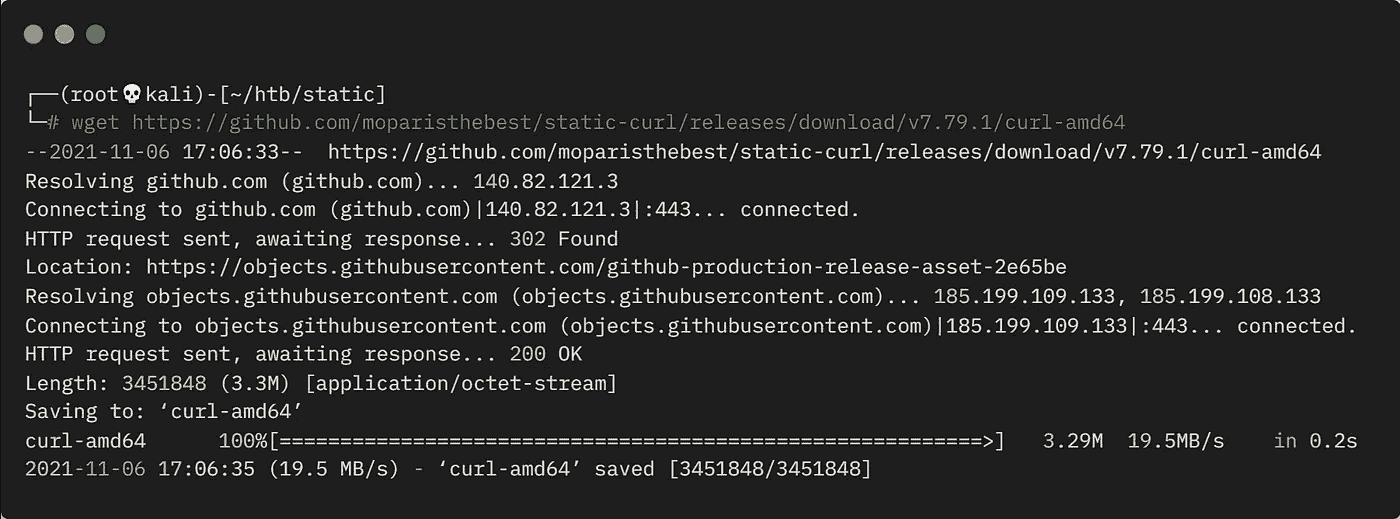 ┌──(root💀kali)-[~/htb/static]
└─# wget https://github.com/moparisthebest/static-curl/releases/download/v7.79.1/curl-amd64
--2021-11-06 17:06:33--  https://github.com/moparisthebest/static-curl/releases/download/v7.79.1/curl-amd64
Resolving github.com (github.com)... 140.82.121.3
Connecting to github.com (github.com)|140.82.121.3|:443... connected.
HTTP request sent, awaiting response... 302 Found
Location: https://objects.githubusercontent.com/github-production-release-asset-2e65be
Resolving objects.githubusercontent.com (objects.githubusercontent.com)... 185.199.109.133, 185.199.108.133
Connecting to objects.githubusercontent.com (objects.githubusercontent.com)|185.199.109.133|:443... connected.
HTTP request sent, awaiting response... 200 OK
Length: 3451848 (3.3M) [application/octet-stream]
Saving to: ‘curl-amd64’
curl-amd64      100%[==========================================================>]   3.29M  19.5MB/s    in 0.2s
2021-11-06 17:06:35 (19.5 MB/s) - ‘curl-amd64’ saved [3451848/3451848]